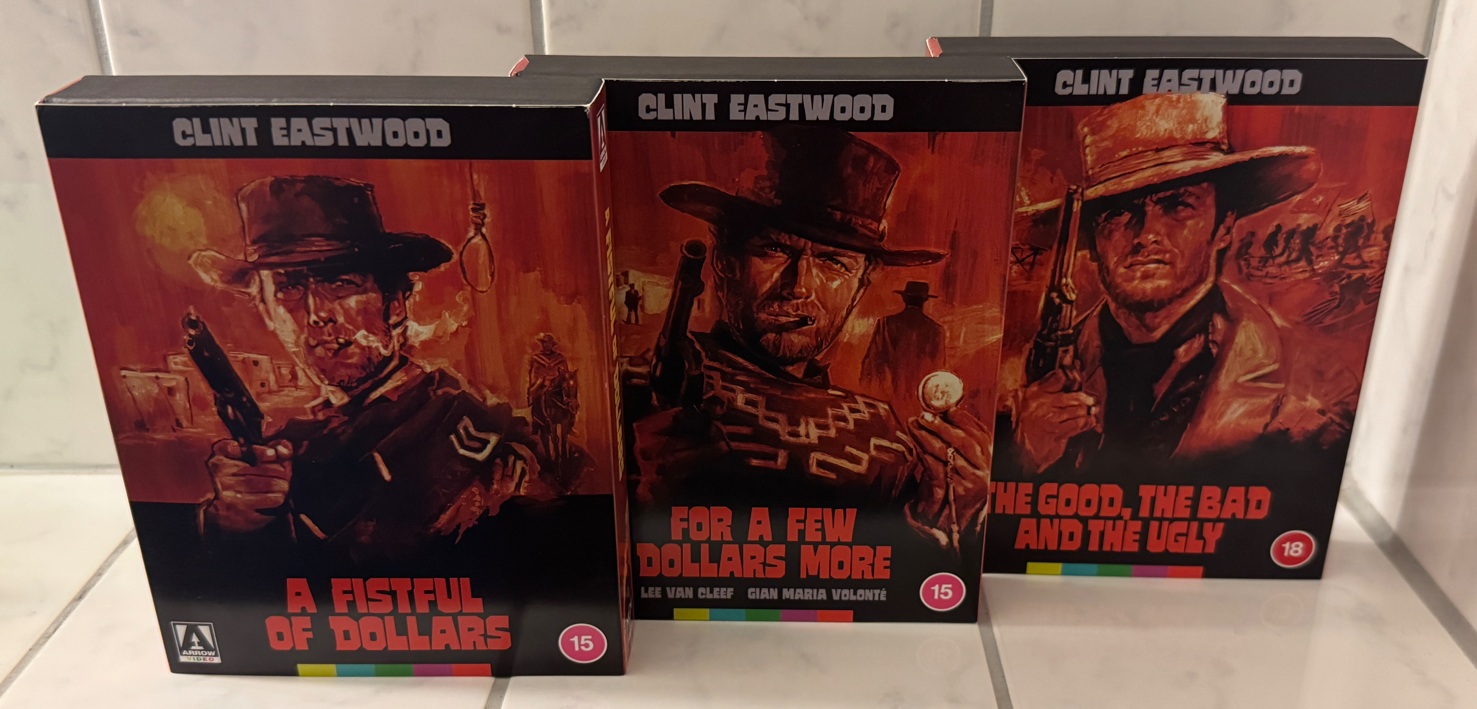 CLINT EASTWOOD
A FISTFUL
OF DOLLARS
ARROW
VIDEO
15
CLINT EASTWOOD
FOR A FEW
DOLLARS MORE
LEE VAN CLEEF GIAN MARIA VOLONTÉ
15
CLINT EASTWOOD
THE GOOD, THE BAD
AND THE UGLY
18